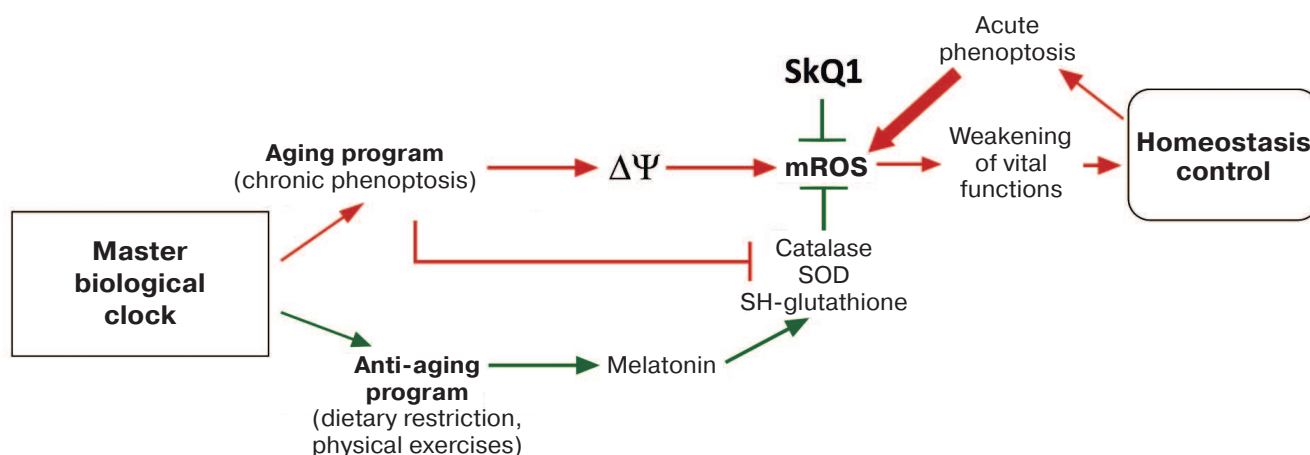 Acute
phenoptosis
SkQ1
Aging program
(chronic phenoptosis)
ΔΨ
mROS
Weakening
of vital
functions
Homeostasis
control
Master
biological
clock
Catalase
SOD
SH-glutathione
Anti-aging
program
(dietary restriction,
physical exercises)
Melatonin